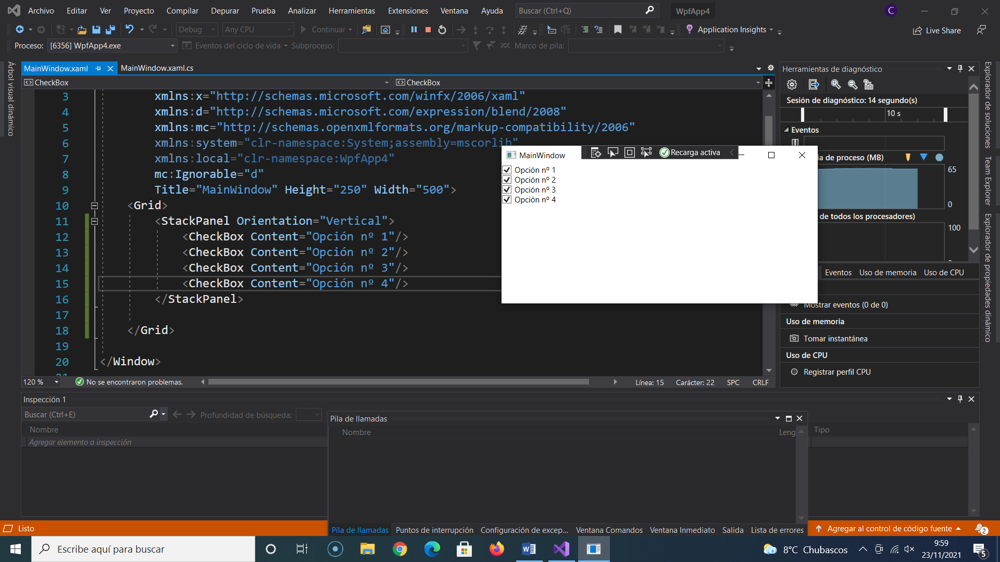 Archivo Editar Ver Proyecto Compilar Depurar Prueba Analizar Herramientas Extensiones Ventana Ayuda Buscar (Ctrl+Q) WpfApp4 C
Debug Any CPU Continuar Application Insights Live Share
Proceso: [6356] WpfApp4.exe Eventos del ciclo de vida Subproceso: Marco de pila:
Árbol visual dinámico
MainWindow.xaml MainWindow.xaml.cs
CheckBox CheckBox
3 xmlns:x="http://schemas.microsoft.com/winfx/2006/xaml"
4 xmlns:d="http://schemas.microsoft.com/expression/blend/2008"
5 xmlns:mc="http://schemas.openxmlformats.org/markup-compatibility/2006"
6 xmlns:system="clr-namespace:System;assembly=mscorlib"
7 xmlns:local="clr-namespace:WpfApp4"
8 mc:Ignorable="d"
9 Title="MainWindow" Height="250" Width="500">
10 <Grid>
11 <StackPanel Orientation="Vertical">
12 <CheckBox Content="Opción nº 1"/>
13 <CheckBox Content="Opción nº 2"/>
14 <CheckBox Content="Opción nº 3"/>
15 <CheckBox Content="Opción nº 4"/>
16 </StackPanel>
17
18 </Grid>
19
20 </Window>
120 % No se encontraron problemas. Línea: 15 Carácter: 22 SPC CRLF
MainWindow Recarga activa
Opción nº 1
Opción nº 2
Opción nº 3
Opción nº 4
Herramientas de diagnóstico
Sesión de diagnóstico: 14 segundo(s)
10 s
Eventos
ia de proceso (MB)
65
0
de todos los procesadores)
100
Eventos Uso de memoria Uso de CPU
Mostrar eventos (0 de 0)
Uso de memoria
Tomar instantánea
Uso de CPU
Registrar perfil CPU
Explorador de soluciones
Team Explorer
Explorador de propiedades dinámico
Inspección 1
Buscar (Ctrl+E) Profundidad de búsqueda:
Nombre Tipo
Agregar elemento a inspección
Pila de llamadas
Nombre Leng
Pila de llamadas Puntos de interrupción Configuración de excep... Ventana Comandos Ventana Inmediato Salida Lista de errores
Listo Agregar al control de código fuente 2
Escribe aquí para buscar 8°C Chubascos 9:59
23/11/2021 5